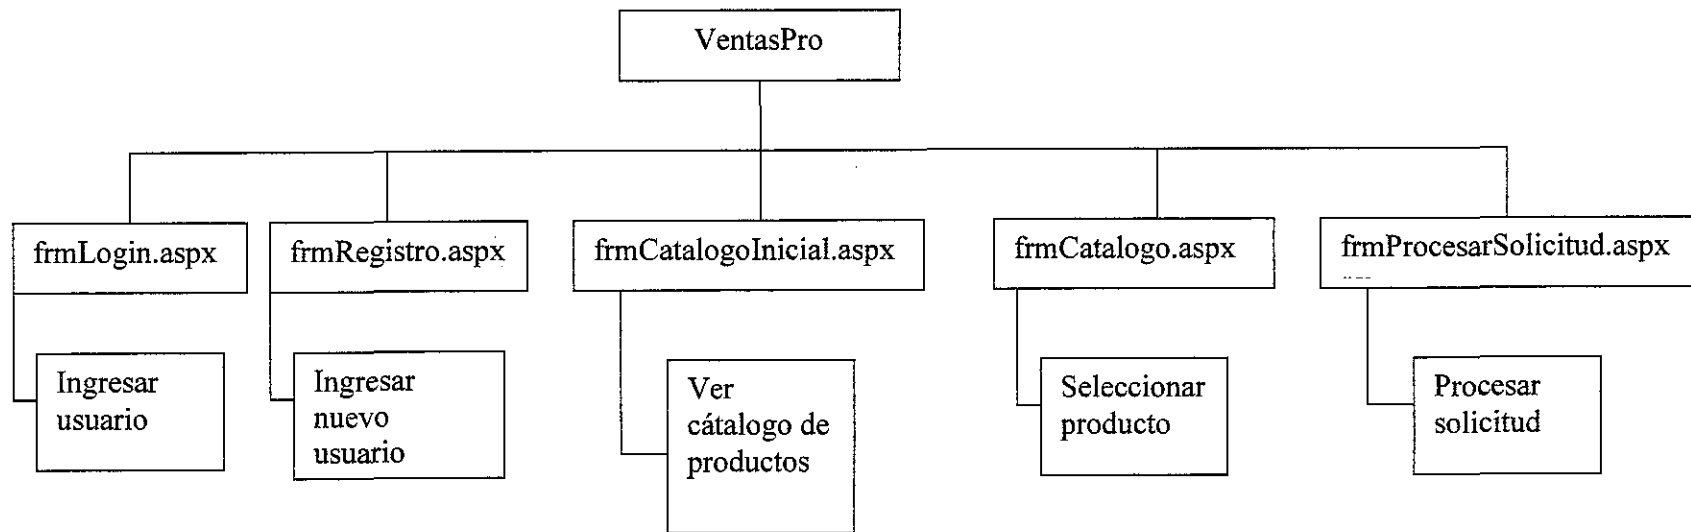 VentasPro
frmLogin.aspx
frmRegistro.aspx
frmCatalogoInicial.aspx
frmCatalogo.aspx
frmProcesarSolicitud.aspx
Ingresar
usuario
Ingresar
nuevo
usuario
Ver
cátalogo de
productos
Seleccionar
producto
Procesar
solicitud